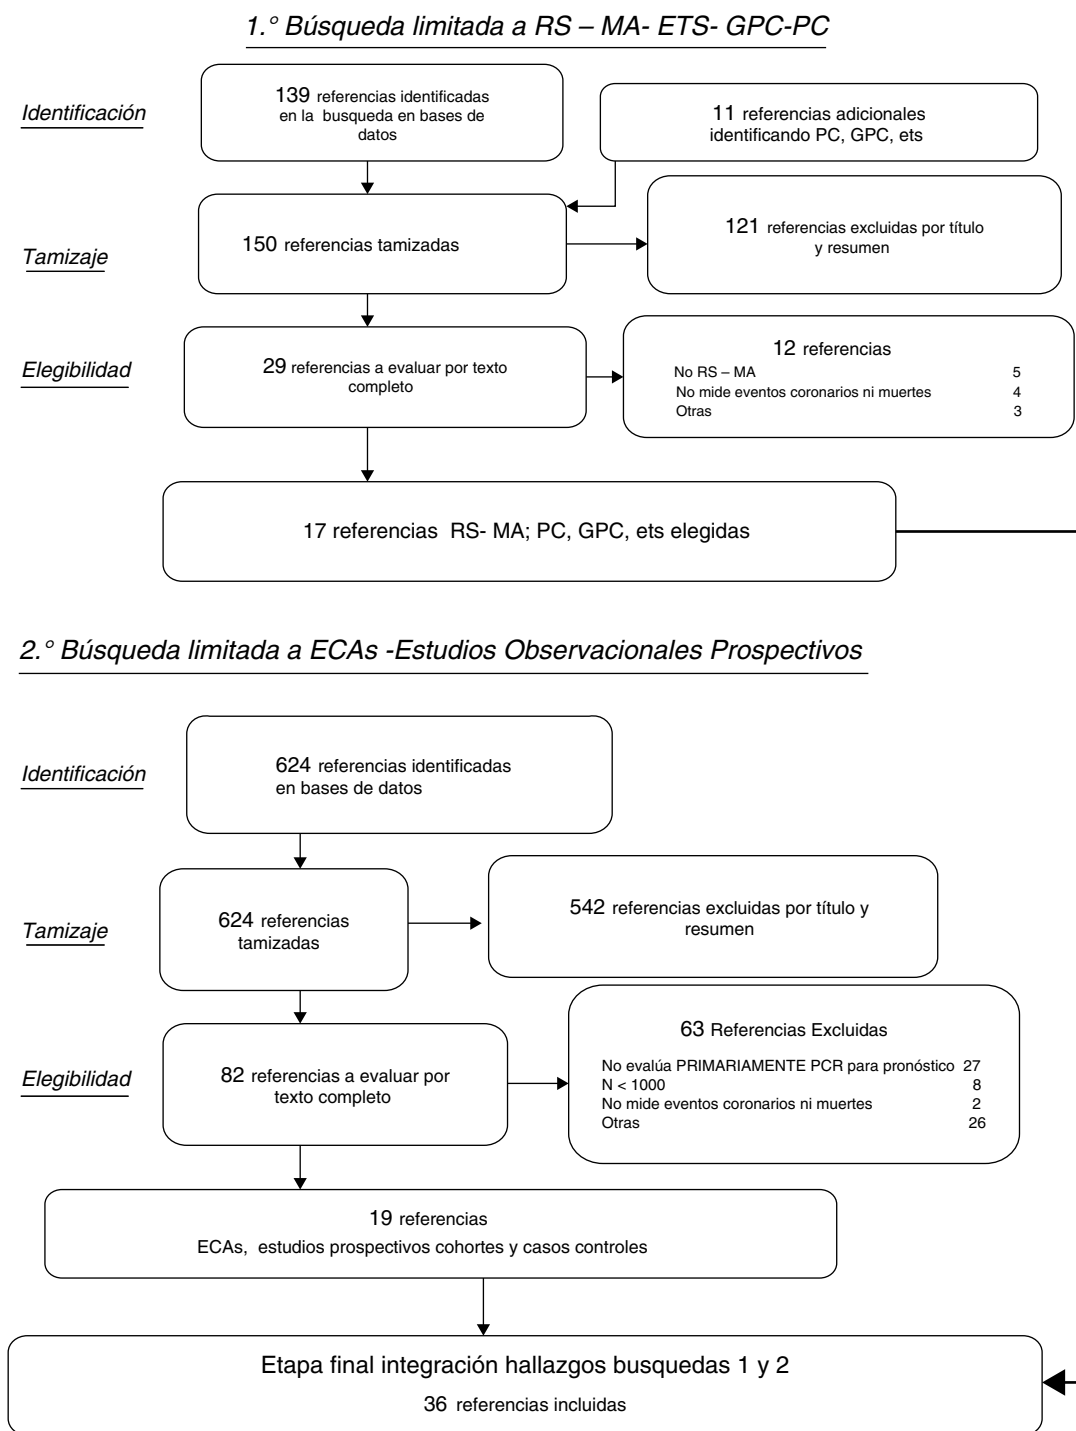 1.° Búsqueda limitada a RS – MA- ETS- GPC-PC
Identificación
139 referencias identificadas
en la busqueda en bases de
datos
11 referencias adicionales
identificando PC, GPC, ets
Tamizaje
150 referencias tamizadas
121 referencias excluidas por título
y resumen
Elegibilidad
29 referencias a evaluar por texto
completo
12 referencias
No RS – MA 5
No mide eventos coronarios ni muertes 4
Otras 3
17 referencias RS- MA; PC, GPC, ets elegidas
2.° Búsqueda limitada a ECAs -Estudios Observacionales Prospectivos
Identificación
624 referencias identificadas
en bases de datos
Tamizaje
624 referencias
tamizadas
542 referencias excluidas por título y
resumen
Elegibilidad
82 referencias a evaluar por
texto completo
63 Referencias Excluidas
No evalúa PRIMARIAMENTE PCR para pronóstico 27
N < 1000 8
No mide eventos coronarios ni muertes 2
Otras 26
19 referencias
ECAs, estudios prospectivos cohortes y casos controles
Etapa final integración hallazgos busquedas 1 y 2
36 referencias incluidas